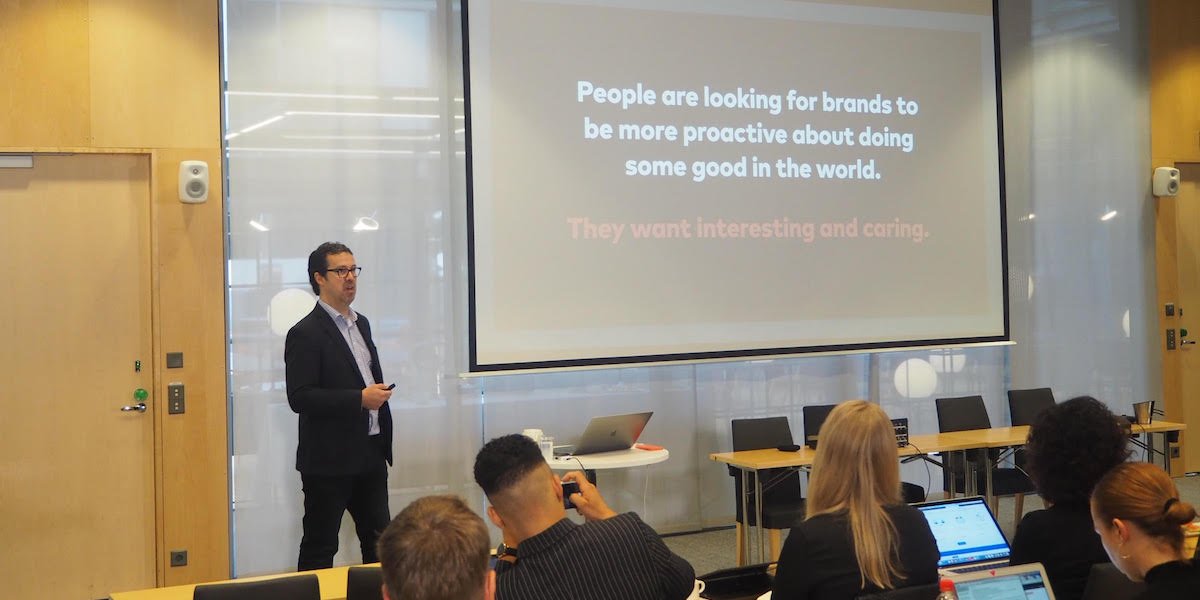 People are looking for brands to
be more proactive about doing
some good in the world.
They want interesting and caring.